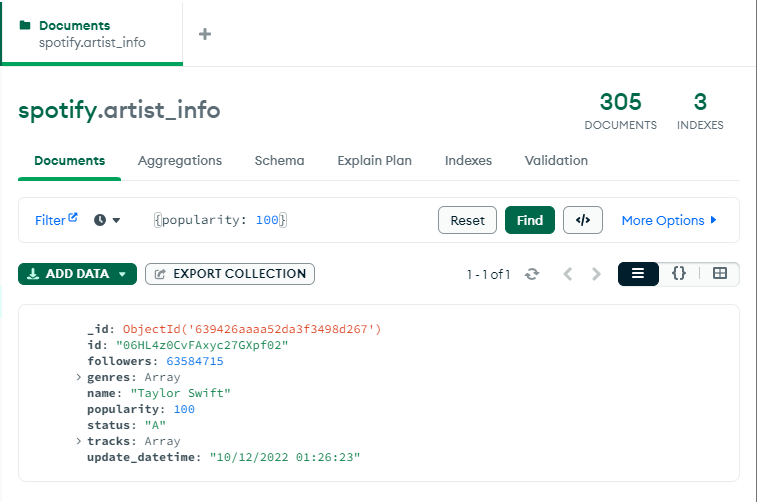 Documents
spotify.artist_info
+
spotify.artist_info
305
DOCUMENTS
3
INDEXES
Documents Aggregations Schema Explain Plan Indexes Validation
Filter {popularity: 100} Reset Find </> More Options
ADD DATA EXPORT COLLECTION 1 - 1 of 1 {}
_id: ObjectId('639426aaaa52da3f3498d267')
id: "06HL4z0CvFAxyc27GXpf02"
followers: 63584715
> genres: Array
name: "Taylor Swift"
popularity: 100
status: "A"
> tracks: Array
update_datetime: "10/12/2022 01:26:23"